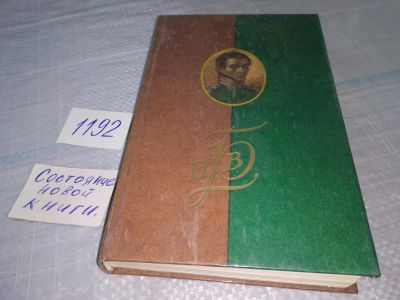 1192
Состояние
новой
книги.